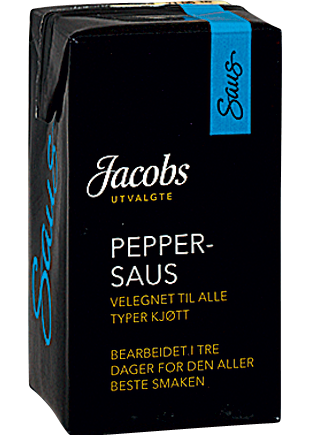 Saus
Jacobs
UTVALGTE
PEPPER-
SAUS
VELEGNET TIL ALLE
TYPER KJØTT
BEARBEIDET I TRE
DAGER FOR DEN ALLER
BESTE SMAKEN
Saus